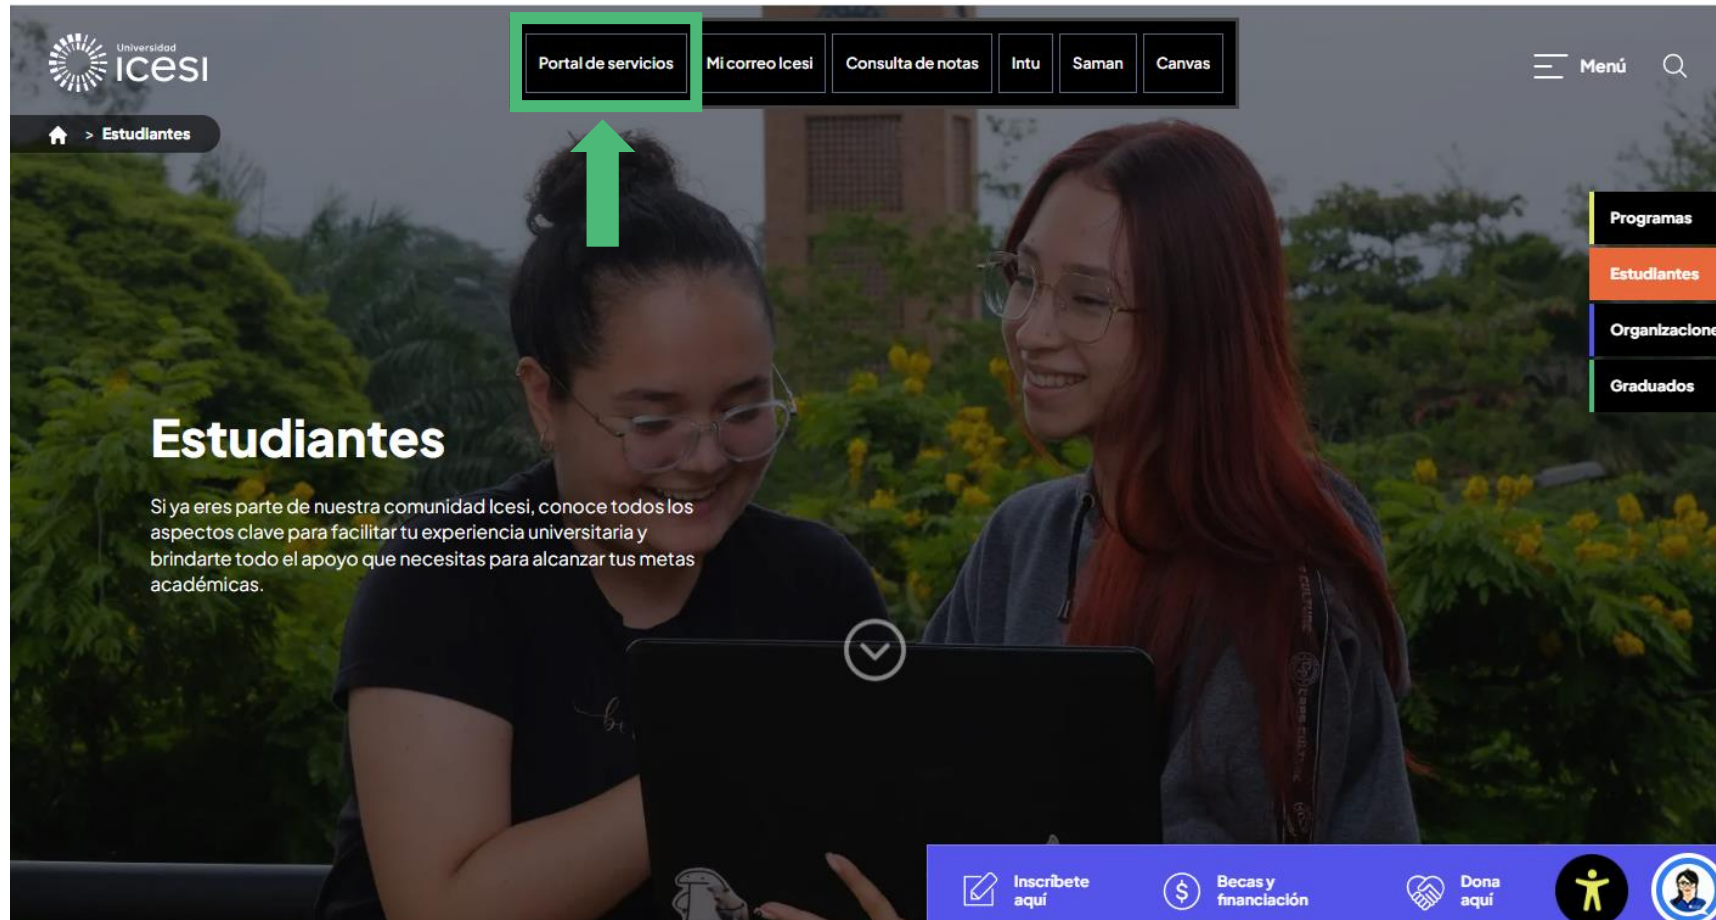 Universidad
ICESI
Portal de servicios
Mi correo Icesi
Consulta de notas
Intu
Saman
Canvas
Menú
> Estudiantes
Programas
Estudiantes
Organizacione
Graduados
Estudiantes
Si ya eres parte de nuestra comunidad Icesi, conoce todos los
aspectos clave para facilitar tu experiencia universitaria y
brindarte todo el apoyo que necesitas para alcanzar tus metas
académicas.
Inscríbete
aquí
Becas y
financiación
Dona
aquí